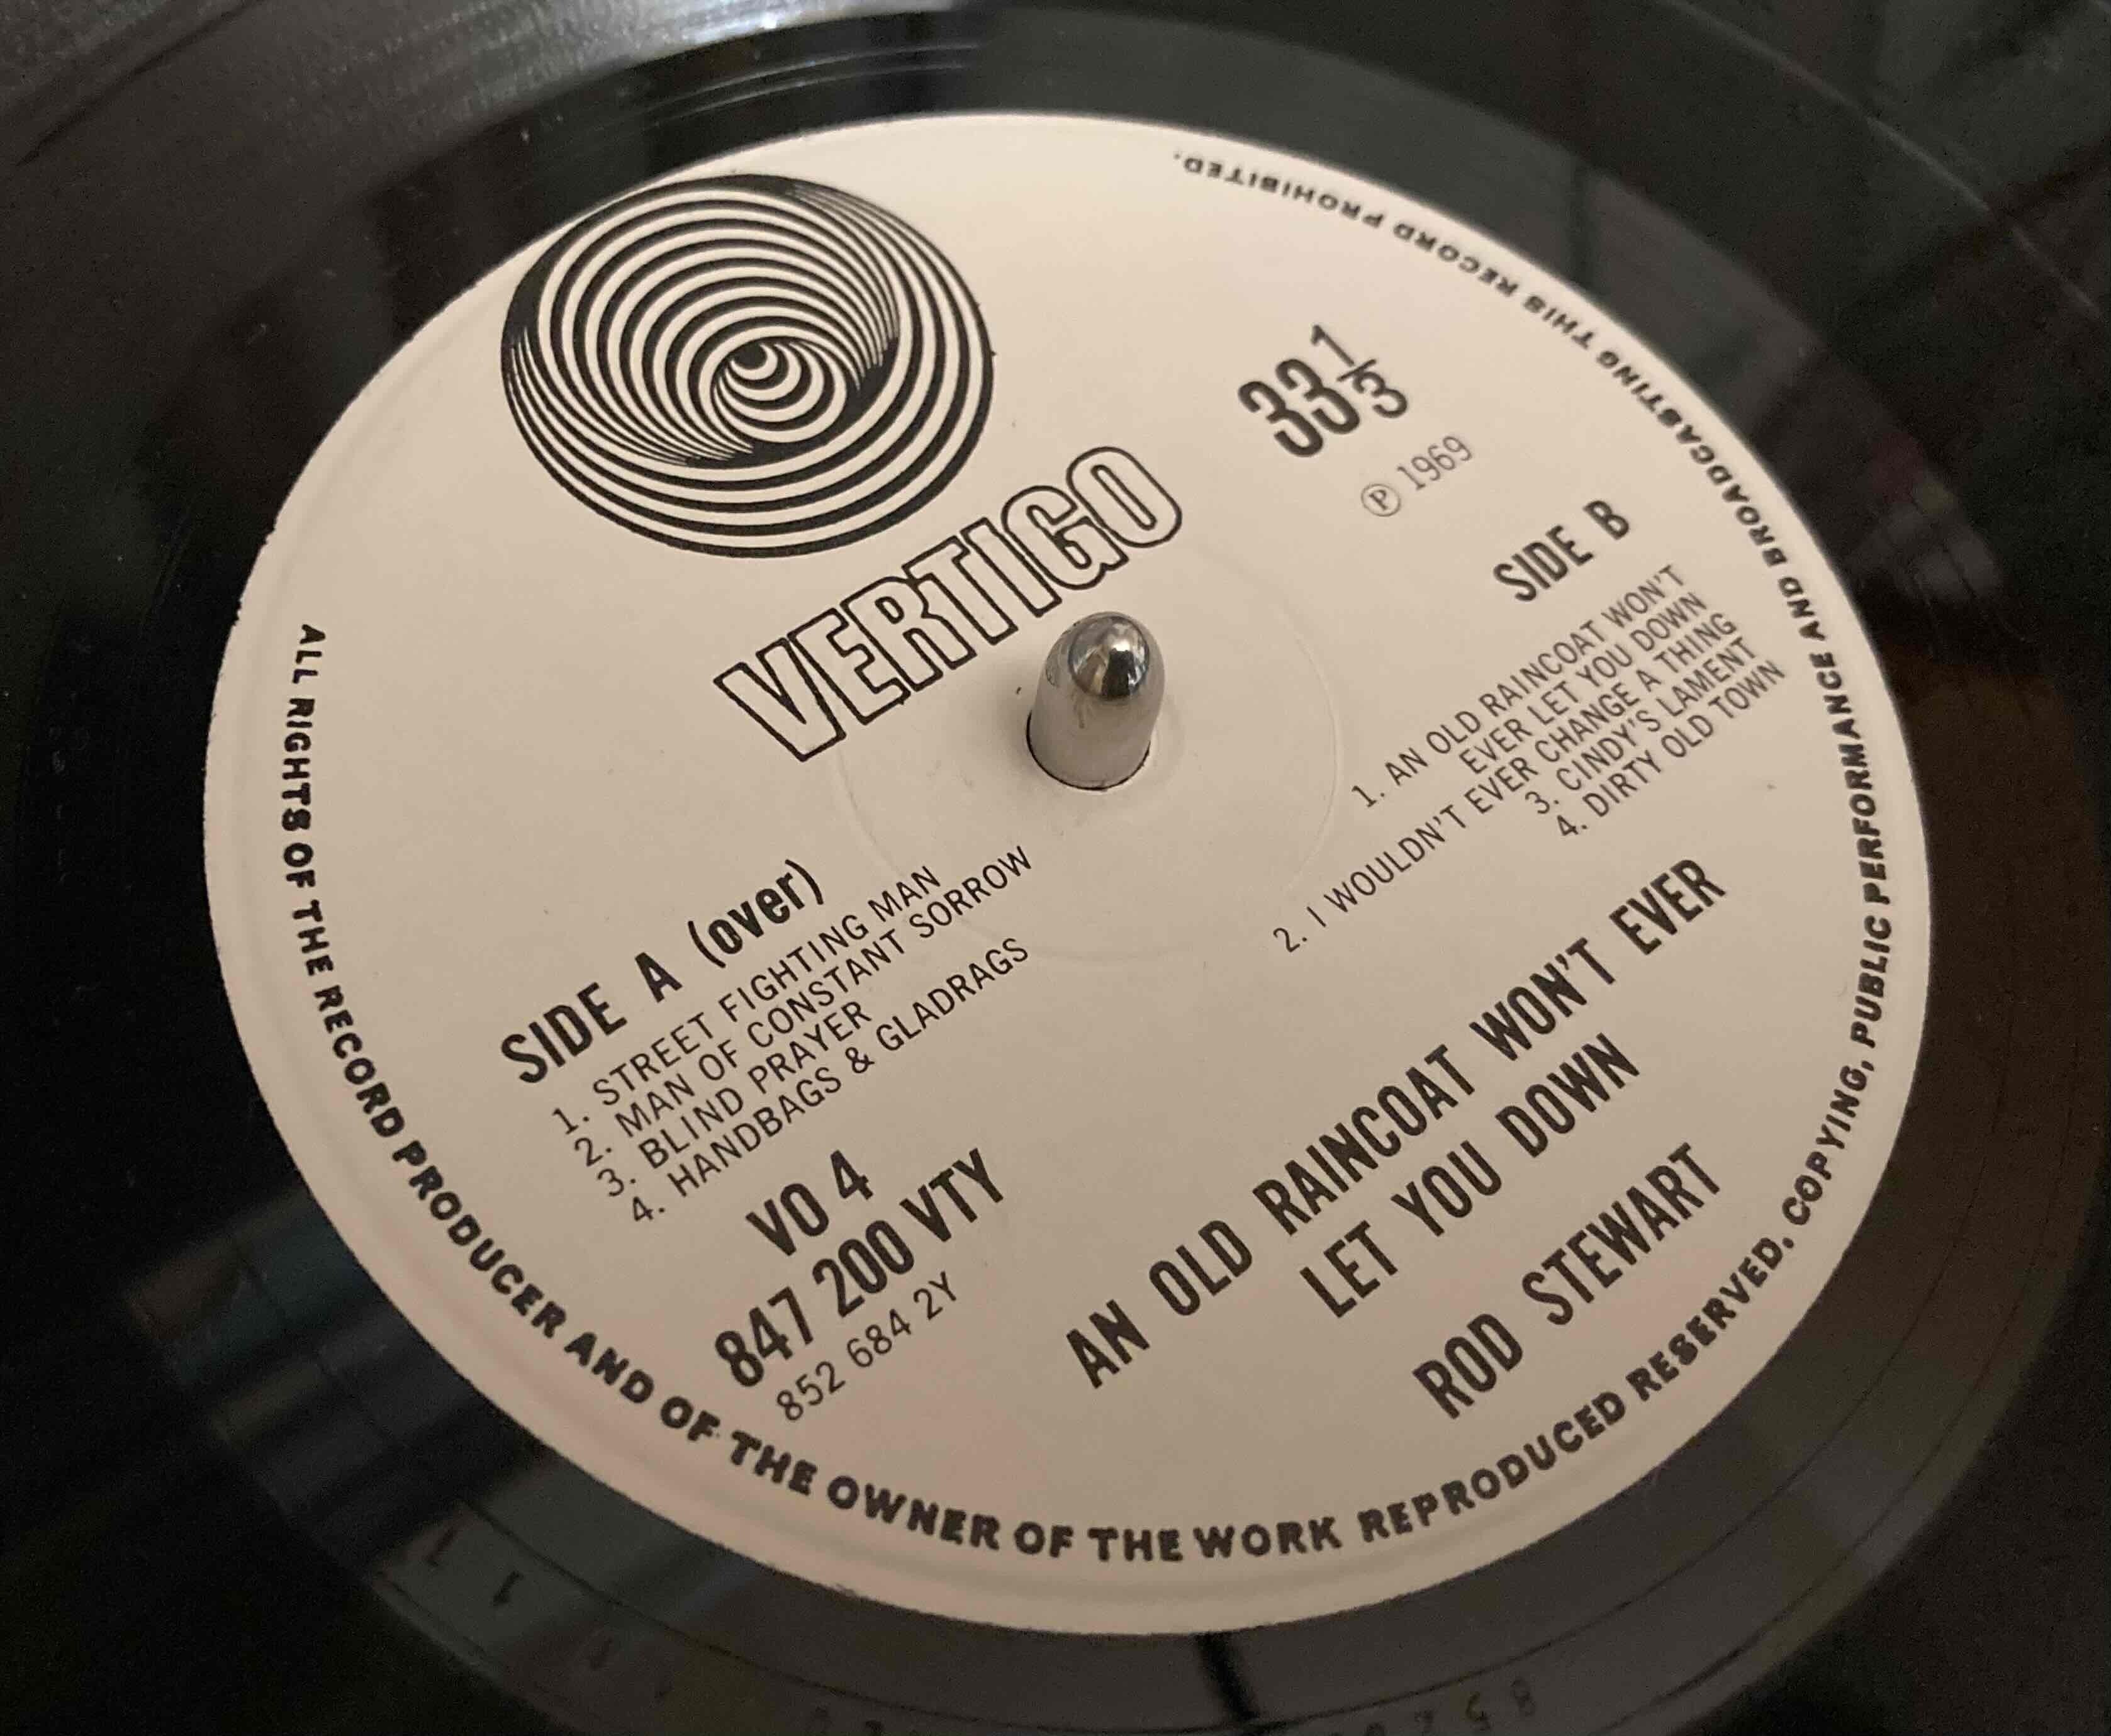 VERTIGO
33 1/3
Ⓟ 1969
SIDE B
1. AN OLD RAINCOAT WON'T
EVER LET YOU DOWN
2. I WOULDN'T EVER CHANGE A THING
3. CINDY'S LAMENT
4. DIRTY OLD TOWN
SIDE A (over)
1. STREET FIGHTING MAN
2. MAN OF CONSTANT SORROW
3. BLIND PRAYER
4. HANDBAGS & GLADRAGS
VO 4
847 200 VTY
852 684 2Y
AN OLD RAINCOAT WON'T EVER
LET YOU DOWN
ROD STEWART
ALL RIGHTS OF THE RECORD PRODUCER AND OF THE OWNER OF THE WORK REPRODUCED RESERVED. COPYING, PUBLIC PERFORMANCE AND BROADCASTING THIS RECORD PROHIBITED.